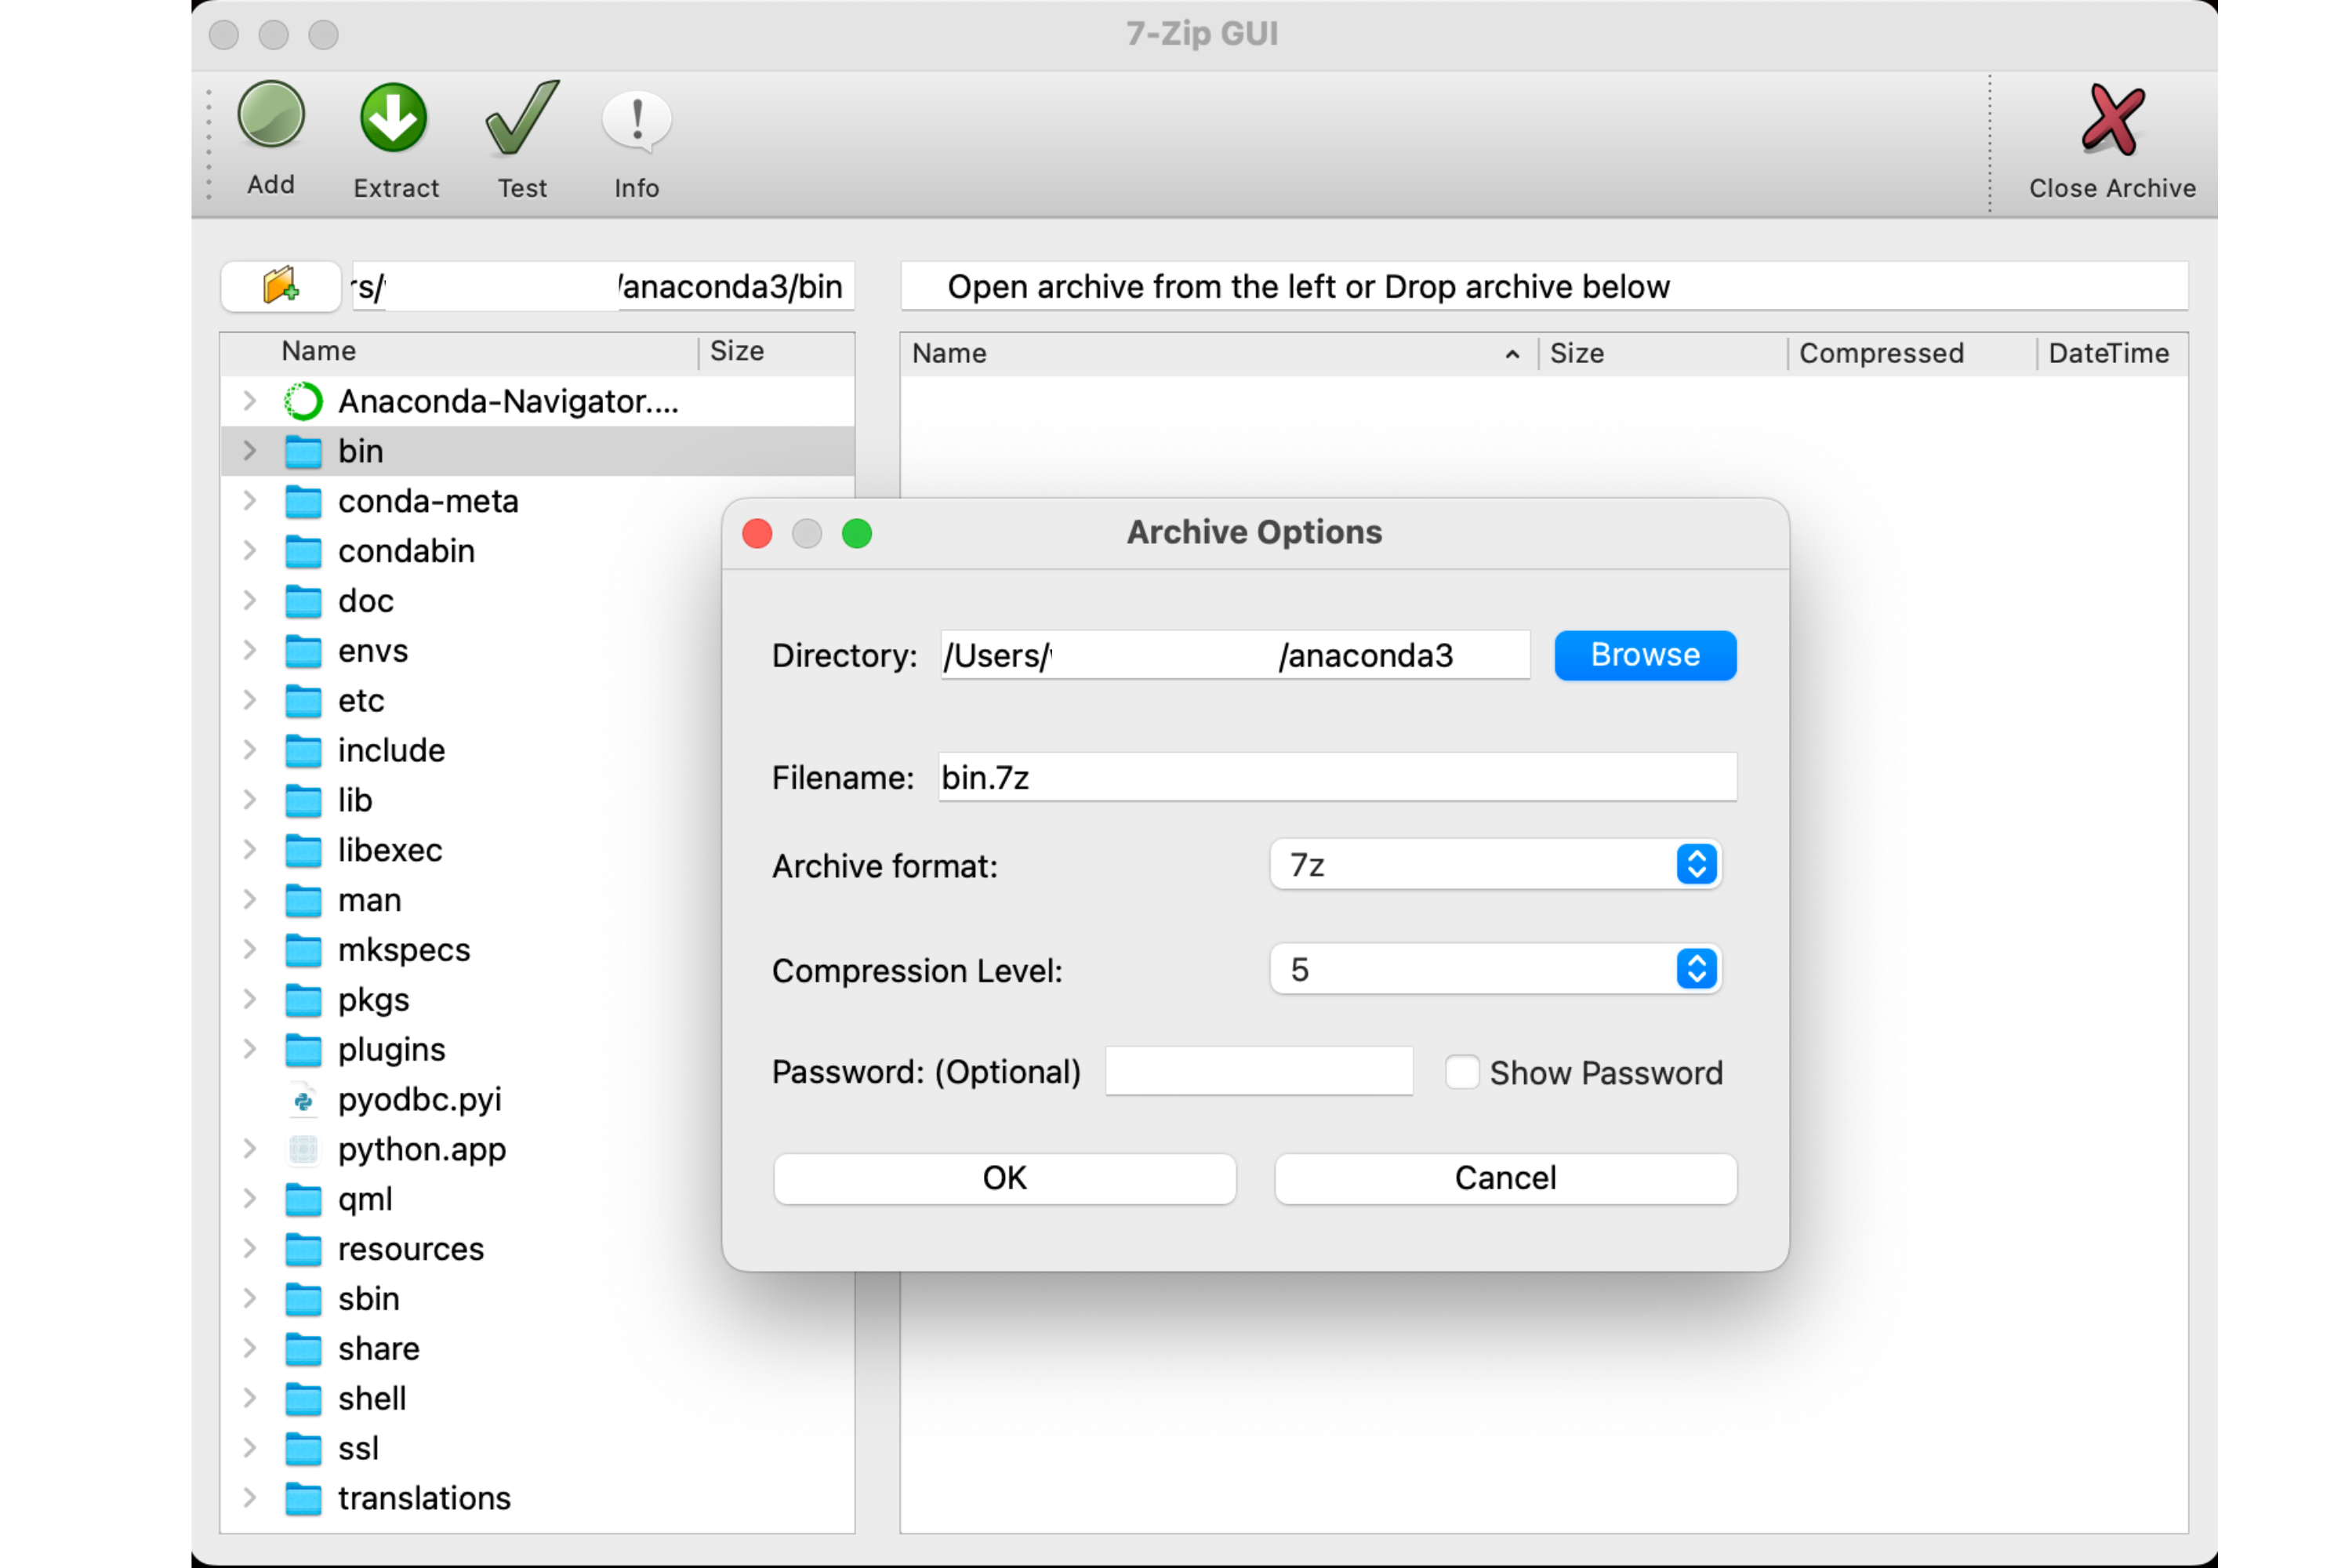 7-Zip GUI
Add Extract Test Info Close Archive
rs/ /anaconda3/bin Open archive from the left or Drop archive below
Name Size Name Size Compressed DateTime
Anaconda-Navigator....
bin
conda-meta
Archive Options
condabin
doc
envs
Directory: /Users/ /anaconda3 Browse
etc
include
Filename: bin.7z
lib
libexec
Archive format: 7z
man
mkspecs
Compression Level: 5
pkgs
plugins
Password: (Optional) Show Password
pyodbc.pyi
python.app
OK Cancel
qml
resources
sbin
share
shell
ssl
translations